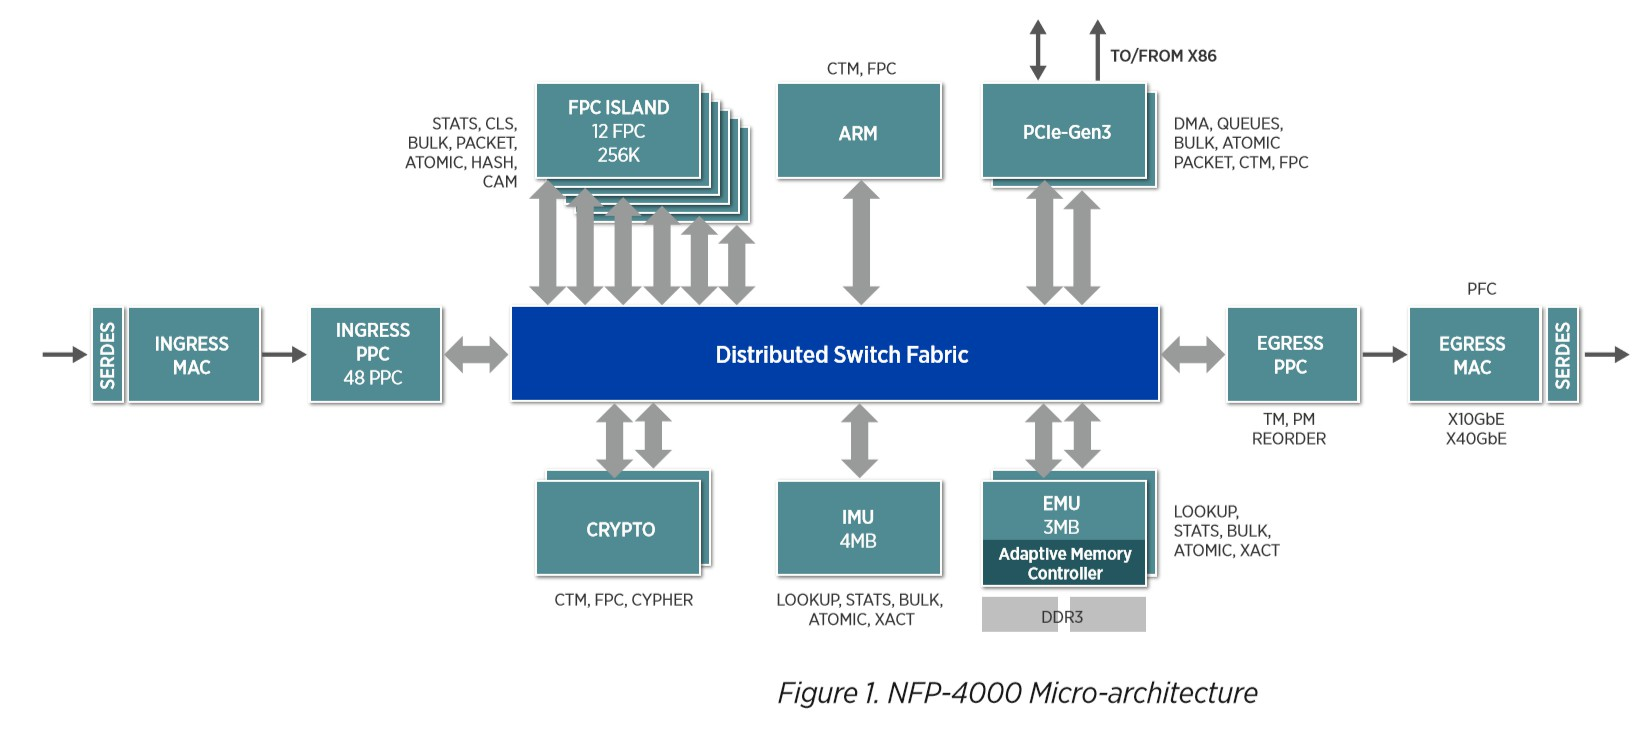 TO/FROM X86
CTM, FPC
STATS, CLS,
BULK, PACKET,
ATOMIC, HASH,
CAM
FPC ISLAND
12 FPC
256K
ARM
PCIe-Gen3
DMA, QUEUES,
BULK, ATOMIC
PACKET, CTM, FPC
SERDES
INGRESS
MAC
INGRESS
PPC
48 PPC
Distributed Switch Fabric
EGRESS
PPC
TM, PM
REORDER
PFC
EGRESS
MAC
X10GbE
X40GbE
SERDES
CRYPTO
CTM, FPC, CYPHER
IMU
4MB
LOOKUP, STATS, BULK,
ATOMIC, XACT
EMU
3MB
Adaptive Memory
Controller
DDR3
LOOKUP,
STATS, BULK,
ATOMIC, XACT
Figure 1. NFP-4000 Micro-architecture